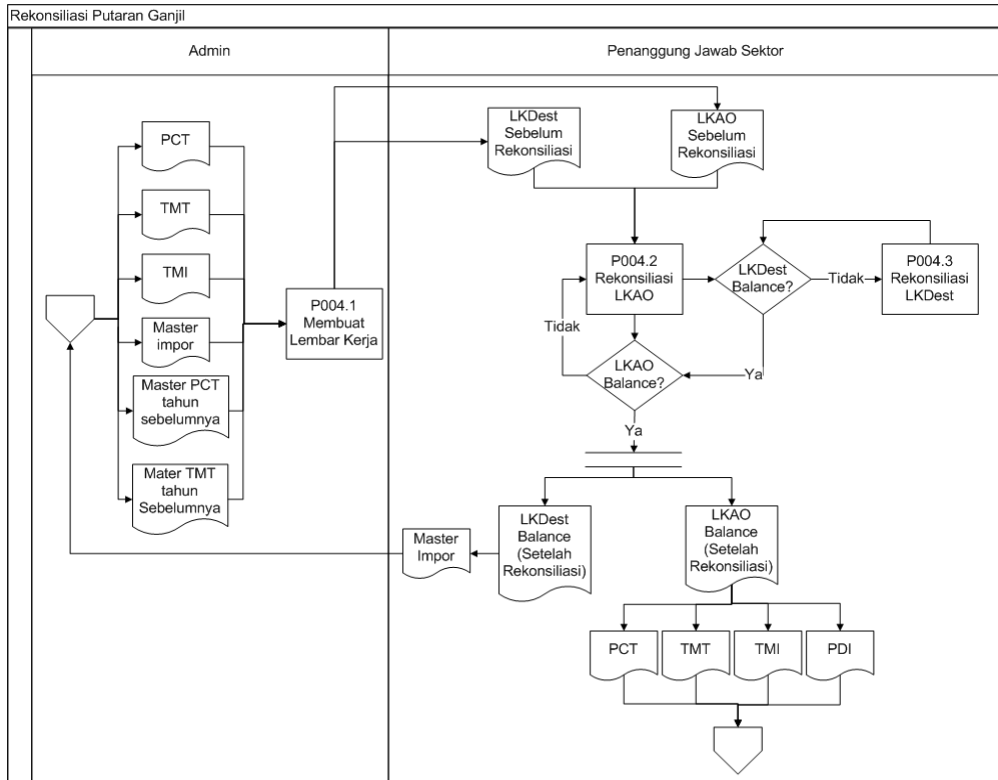 Rekonsiliasi Putaran Ganjil
Admin
Penanggung Jawab Sektor
PCT
TMT
TMI
Master
impor
Master PCT
tahun
sebelumnya
Mater TMT
tahun
Sebelumnya
P004.1
Membuat
Lembar Kerja
LKDest
Sebelum
Rekonsiliasi
LKAO
Sebelum
Rekonsiliasi
P004.2
Rekonsiliasi
LKAO
LKDest
Balance?
Tidak
P004.3
Rekonsiliasi
LKDest
Tidak
LKAO
Balance?
Ya
Ya
Master
Impor
LKDest
Balance
(Setelah
Rekonsiliasi)
LKAO
Balance
(Setelah
Rekonsiliasi)
PCT
TMT
TMI
PDI